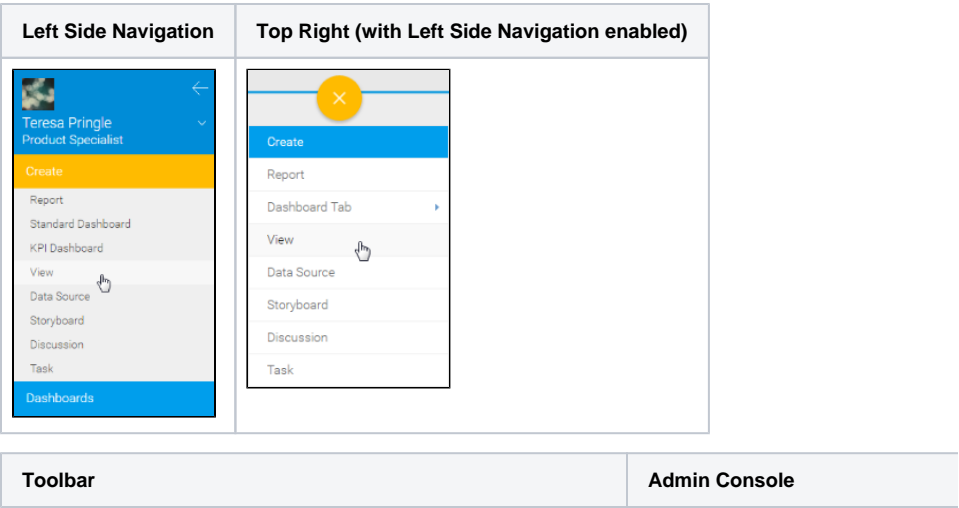 Left Side Navigation
Top Right (with Left Side Navigation enabled)
Teresa Pringle
Product Specialist
Create
Report
Standard Dashboard
KPI Dashboard
View
Data Source
Storyboard
Discussion
Task
Dashboards
Create
Report
Dashboard Tab
View
Data Source
Storyboard
Discussion
Task
Toolbar
Admin Console